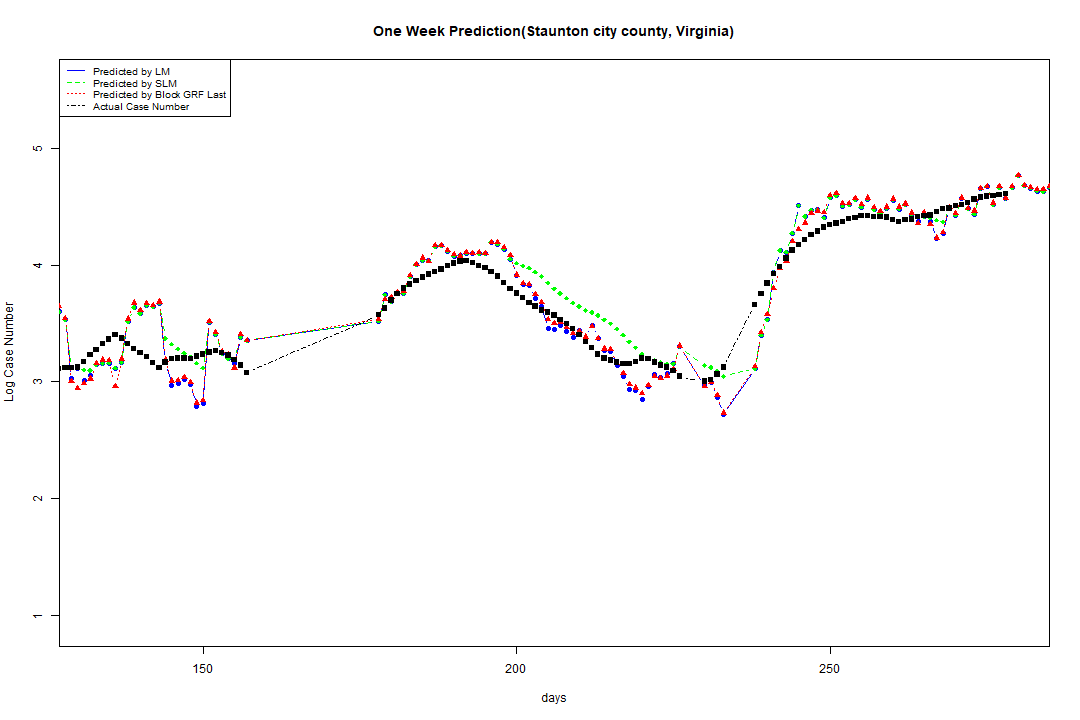 One Week Prediction(Staunton city county, Virginia)
Predicted by LM
Predicted by SLM
Predicted by Block GRF Last
Actual Case Number
Log Case Number
5
4
3
2
1
150
200
250
days